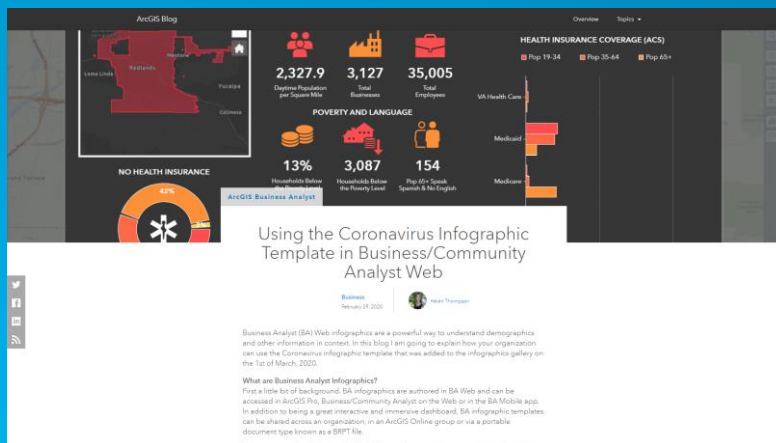 ArcGIS Blog
Overview Topics
HEALTH INSURANCE COVERAGE (ACS)
Pop 19-34 Pop 35-64 Pop 65+
Redlands
Loma Linda
Yucaipa
2,327.9 3,127 35,005
Daytime Population per Square Mile
Total Businesses
Total Employees
VA Health Care
POVERTY AND LANGUAGE
Medicaid
Medicare
NO HEALTH INSURANCE
13% 3,087 154
Households Below the Poverty Level
Households Below the Poverty Level
Pop 65+ Speak Spanish & No English
42%
ArcGIS Business Analyst
Using the Coronavirus Infographic
Template in Business/Community
Analyst Web
Business
February 29, 2020
Helen Thompson
Business Analyst (BA) Web infographics are a powerful way to understand demographics
and other information in context. In this blog I am going to explain how your organization
can use the Coronavirus infographic template that was added to the infographics gallery on
the 1st of March, 2020.
What are Business Analyst Infographics?
First a little bit of background. BA infographics are authored in BA Web and can be
accessed in ArcGIS Pro, Business/Community Analyst on the Web or in the BA Mobile app.
In addition to being a great interactive and immersive dashboard, BA infographic templates
can be shared across an organization, in an ArcGIS Online group or via a portable
document type known as a BRPT file.